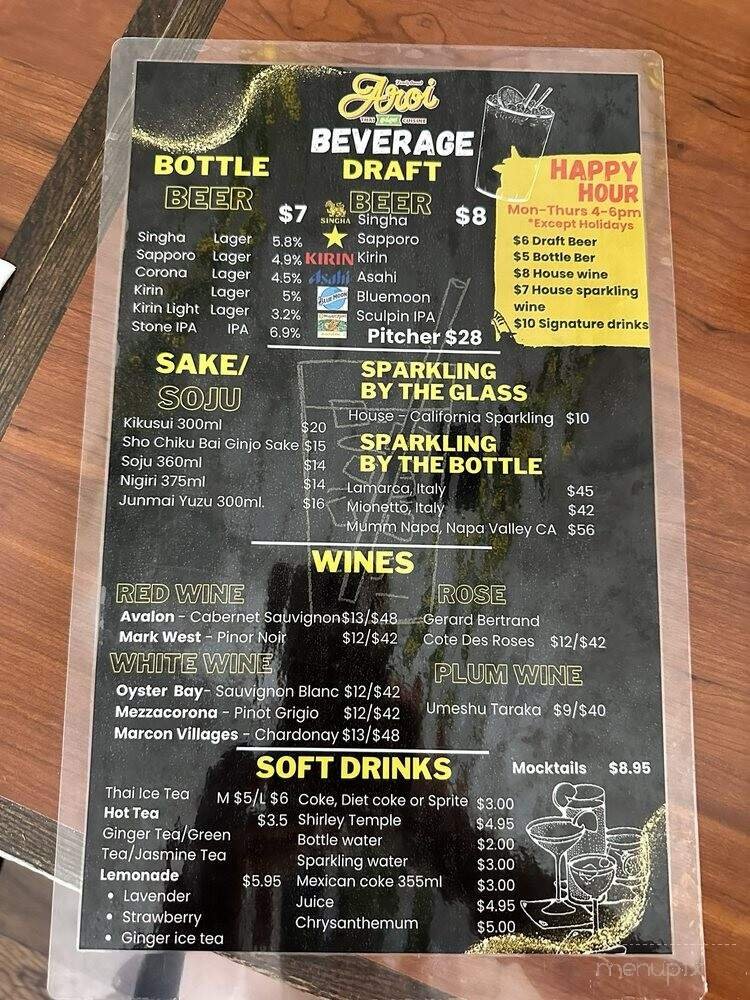 Aroi
THAI CUISINE
BEVERAGE
BOTTLE
BEER
$7
Singha Lager 5.8%
Sapporo Lager 4.9%
Corona Lager 4.5%
Kirin Lager 5%
Kirin Light Lager 3.2%
Stone IPA IPA 6.9%
DRAFT
BEER
$8
SINGHA Singha
Sapporo
KIRIN Kirin
Asahi Asahi
BLUE MOON Bluemoon
Sculpin IPA
Pitcher $28
HAPPY
HOUR
Mon-Thurs 4-6pm
*Except Holidays
$6 Draft Beer
$5 Bottle Ber
$8 House wine
$7 House sparkling
wine
$10 Signature drinks
SAKE/
SOJU
Kikusui 300ml $20
Sho Chiku Bai Ginjo Sake $15
Soju 360ml $14
Nigiri 375ml $14
Junmai Yuzu 300ml. $16
SPARKLING
BY THE GLASS
House - California Sparkling $10
SPARKLING
BY THE BOTTLE
Lamarca, Italy $45
Mionetto, Italy $42
Mumm Napa, Napa Valley CA $56
WINES
RED WINE
Avalon - Cabernet Sauvignon $13/$48
Mark West - Pinor Noir $12/$42
WHITE WINE
Oyster Bay- Sauvignon Blanc $12/$42
Mezzacorona - Pinot Grigio $12/$42
Marcon Villages - Chardonay $13/$48
ROSE
Gerard Bertrand
Cote Des Roses $12/$42
PLUM WINE
Umeshu Taraka $9/$40
SOFT DRINKS
Mocktails $8.95
Thai Ice Tea M $5/L $6
Hot Tea $3.5
Ginger Tea/Green
Tea/Jasmine Tea
Lemonade $5.95
• Lavender
• Strawberry
• Ginger ice tea
Coke, Diet coke or Sprite $3.00
Shirley Temple $4.95
Bottle water $2.00
Sparkling water $3.00
Mexican coke 355ml $3.00
Juice $4.95
Chrysanthemum $5.00
menupix